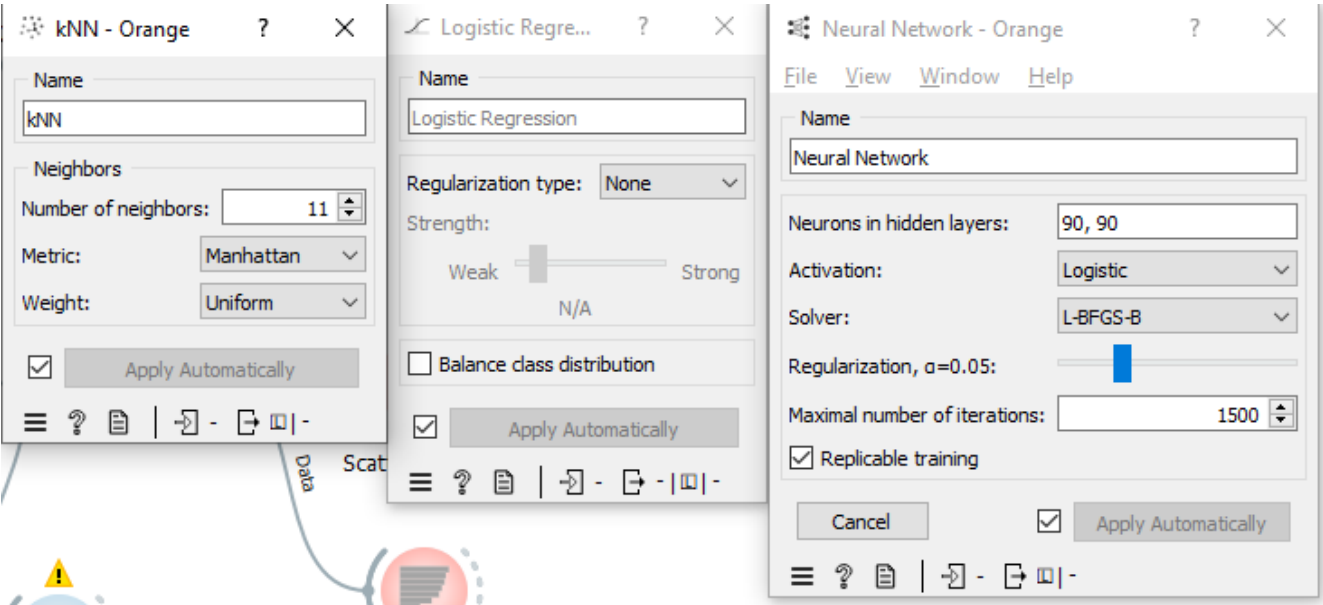 kNN - Orange ? ×
Name
kNN
Neighbors
Number of neighbors: 11
Metric: Manhattan
Weight: Uniform
Apply Automatically
Logistic Regre... ? ×
Name
Logistic Regression
Regularization type: None
Strength:
Weak Strong
N/A
Balance class distribution
Apply Automatically
Neural Network - Orange ? ×
File View Window Help
Name
Neural Network
Neurons in hidden layers: 90, 90
Activation: Logistic
Solver: L-BFGS-B
Regularization, α=0.05:
Maximal number of iterations: 1500
Replicable training
Cancel Apply Automatically
Data
Scat